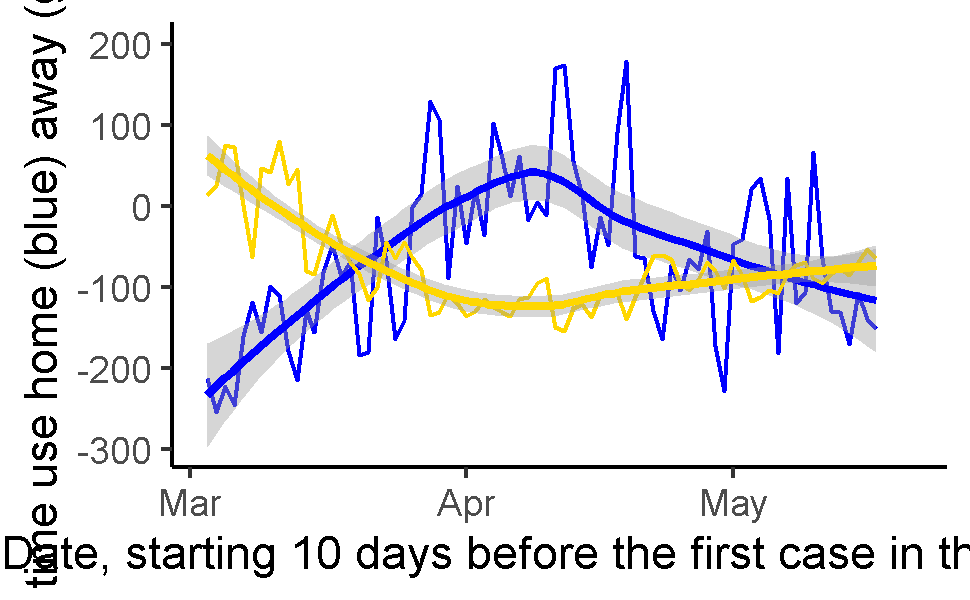 time use home (blue) away (
200
100
0
-100
-200
-300
Mar Apr May
Date, starting 10 days before the first case in th